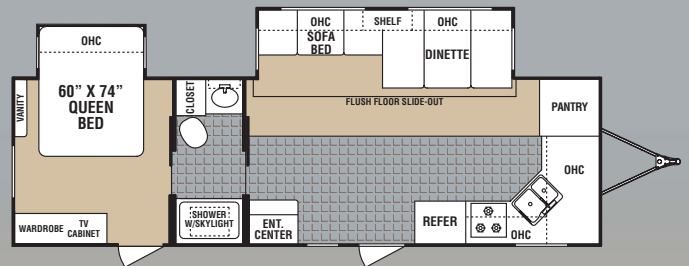 OHC
60” X 74”
QUEEN
BED
VANITY
WARDROBE
TV
CABINET
CLOSET
SHOWER
W/SKYLIGHT
OHC
SHELF
OHC
SOFA
BED
DINETTE
FLUSH FLOOR SLIDE-OUT
PANTRY
OHC
ENT.
CENTER
REFER
OHC